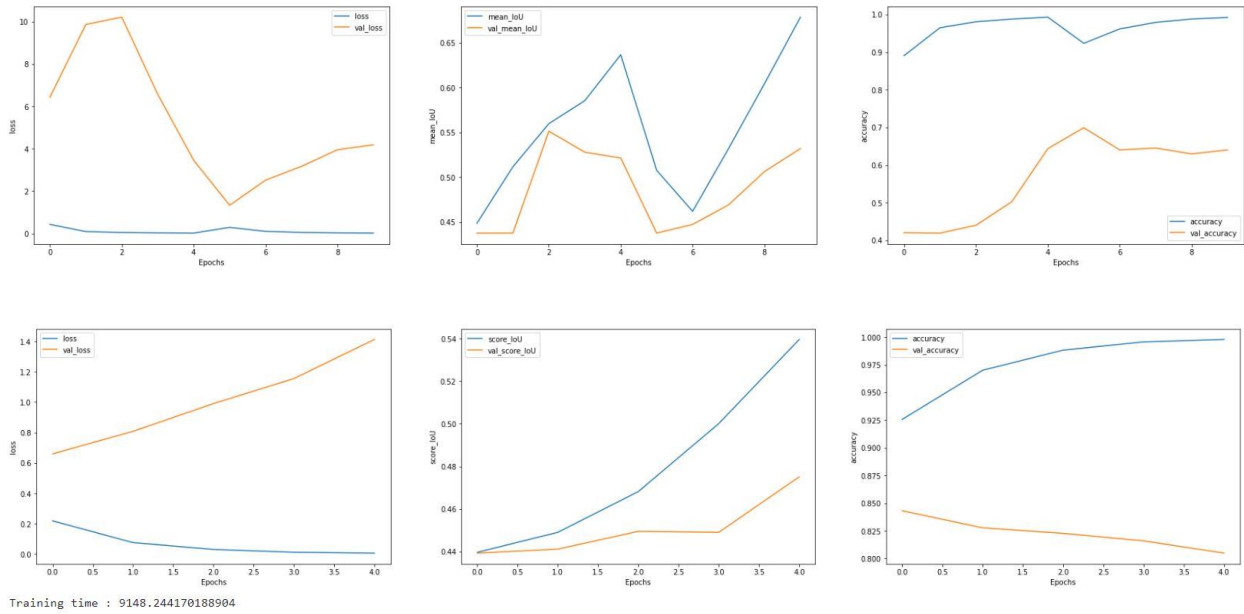 loss
val_loss
10
8
6
4
2
0
loss
0 2 4 6 8
Epochs
mean_IoU
val_mean_IoU
0.65
0.60
0.55
0.50
0.45
mean_IoU
0 2 4 6 8
Epochs
1.0
0.9
0.8
0.7
0.6
0.5
0.4
accuracy
accuracy
val_accuracy
0 2 4 6 8
Epochs
loss
val_loss
1.4
1.2
1.0
0.8
0.6
0.4
0.2
0.0
loss
0.0 0.5 1.0 1.5 2.0 2.5 3.0 3.5 4.0
Epochs
score_IoU
val_score_IoU
0.54
0.52
0.50
0.48
0.46
0.44
score_IoU
0.0 0.5 1.0 1.5 2.0 2.5 3.0 3.5 4.0
Epochs
accuracy
val_accuracy
1.000
0.975
0.950
0.925
0.900
0.875
0.850
0.825
0.800
accuracy
0.0 0.5 1.0 1.5 2.0 2.5 3.0 3.5 4.0
Epochs
Training time : 9148.244170188904